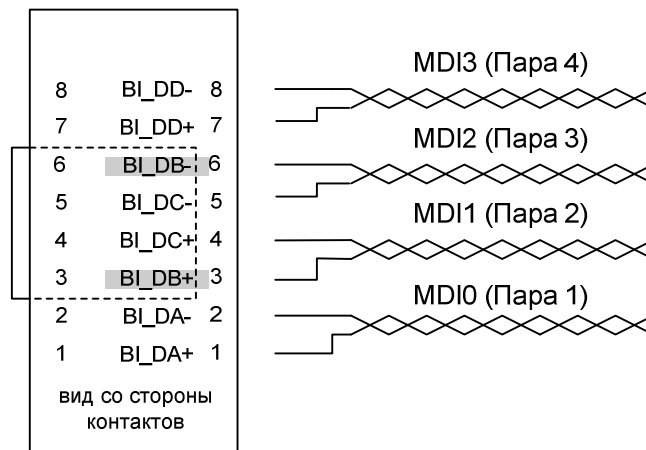 MDI3 (Пара 4)
8 BI_DD- 8
7 BI_DD+ 7
MDI2 (Пара 3)
6 BI_DB- 6
5 BI_DC- 5
MDI1 (Пара 2)
4 BI_DC+ 4
3 BI_DB+ 3
MDI0 (Пара 1)
2 BI_DA- 2
1 BI_DA+ 1
вид со стороны
контактов